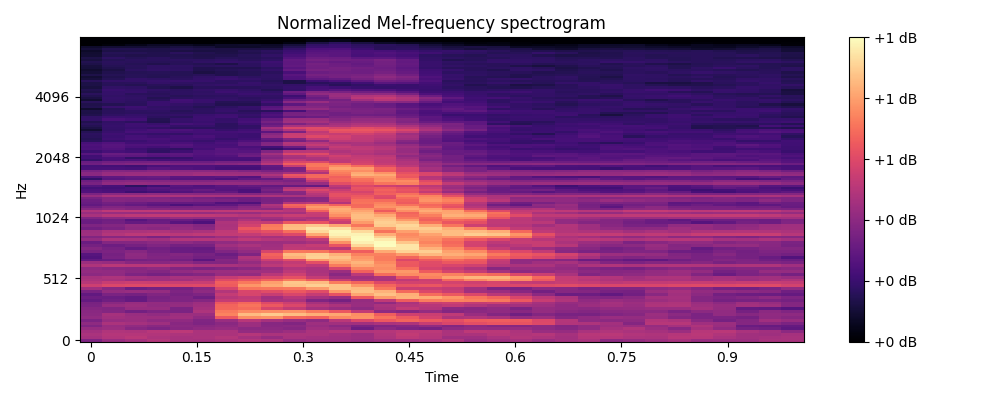 Normalized Mel-frequency spectrogram
Hz
4096
2048
1024
512
0
0 0.15 0.3 0.45 0.6 0.75 0.9
Time
+1 dB
+1 dB
+1 dB
+0 dB
+0 dB
+0 dB